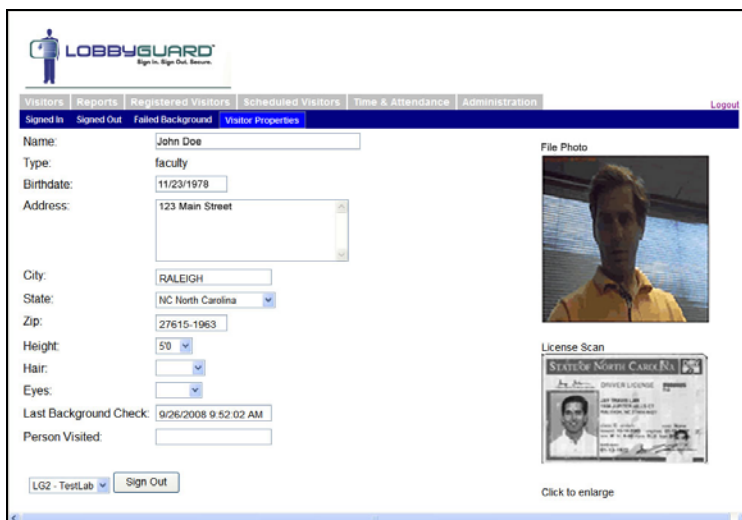 LOBBYGUARD
Sign In. Sign Out. Secure.
Visitors Reports Registered Visitors Scheduled Visitors Time & Attendance Administration
Logout
Signed In Signed Out Failed Background Visitor Properties
Name: John Doe
File Photo
Type: faculty
Birthdate: 11/23/1978
Address: 123 Main Street
City: RALEIGH
State: NC North Carolina
Zip: 27615-1963
Height: 5'0
License Scan
Hair:
Eyes:
Last Background Check: 9/26/2008 9:52:02 AM
Person Visited:
STATE OF NORTH CAROLINA
DRIVER LICENSE
LG2 - TestLab Sign Out
Click to enlarge